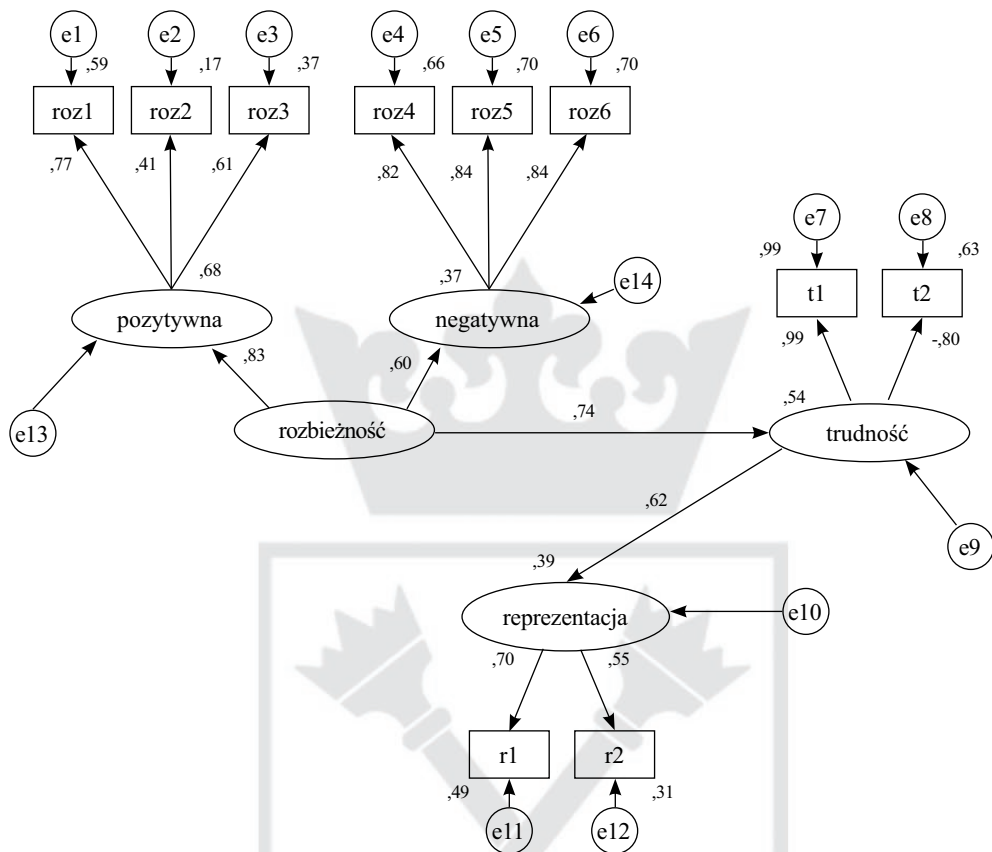 e1 e2 e3 e4 e5 e6
,59 ,17 ,37 ,66 ,70 ,70
roz1 roz2 roz3 roz4 roz5 roz6
,77 ,41 ,61 ,82 ,84 ,84
e7 e8
,99 ,63
t1 t2
,99 -,80
,68 ,37
e14
pozytywna negatywna
,83 ,60
,74 ,54
e13 rozbieżność trudność
,62
e9
,39
reprezentacja e10
,70 ,55
r1 r2
,49 ,31
e11 e12